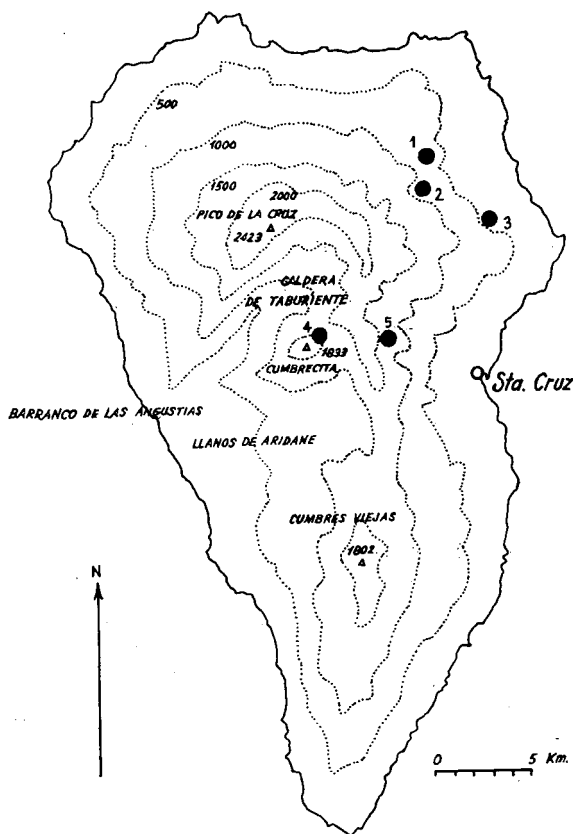 500
1000
1500
2000
PICO DE LA CRUZ
2423
1
2
3
CALDERA
DE TABURIENTE
4
1833
CUMBRECITA
5
Sta. Cruz
BARRANCO DE LAS ANGUSTIAS
LLANOS DE ARIDANE
CUMBRES VIEJAS
1802
N
0 5 Km.